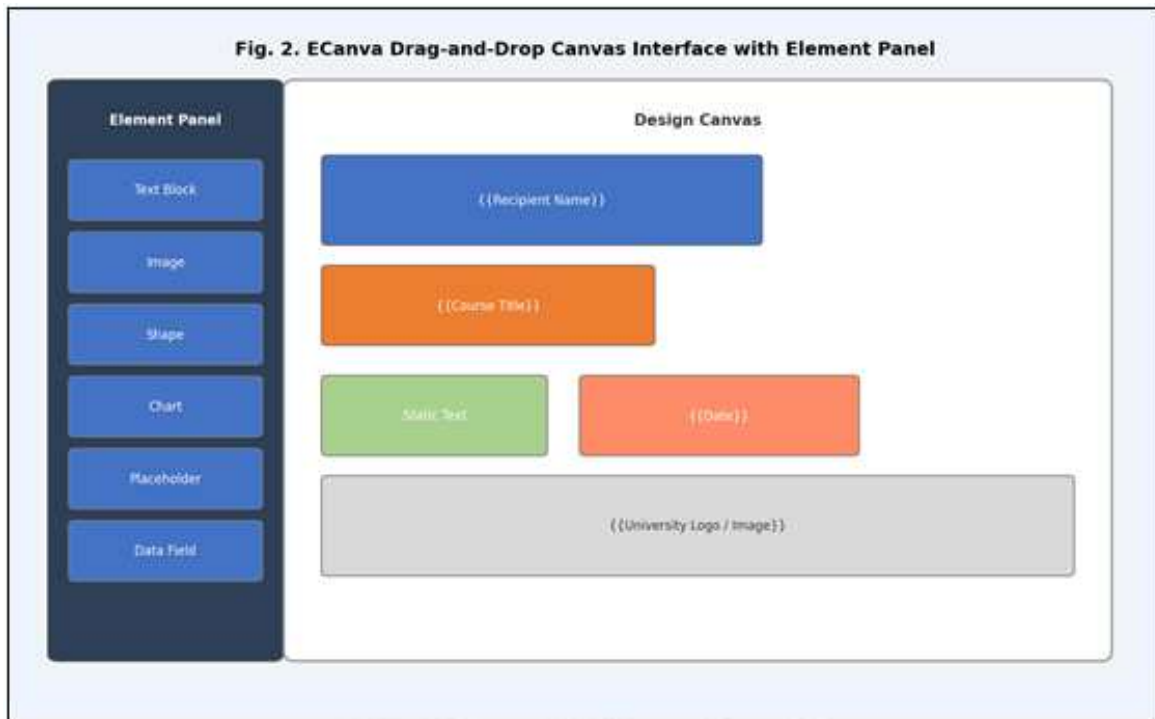 Fig. 2. ECanva Drag-and-Drop Canvas Interface with Element Panel
Element Panel
Text Block
Image
Shape
Chart
Placeholder
Data Field
Design Canvas
{{Recipient Name}}
{{Course Title}}
Static Text
{{Date}}
{{University Logo / Image}}